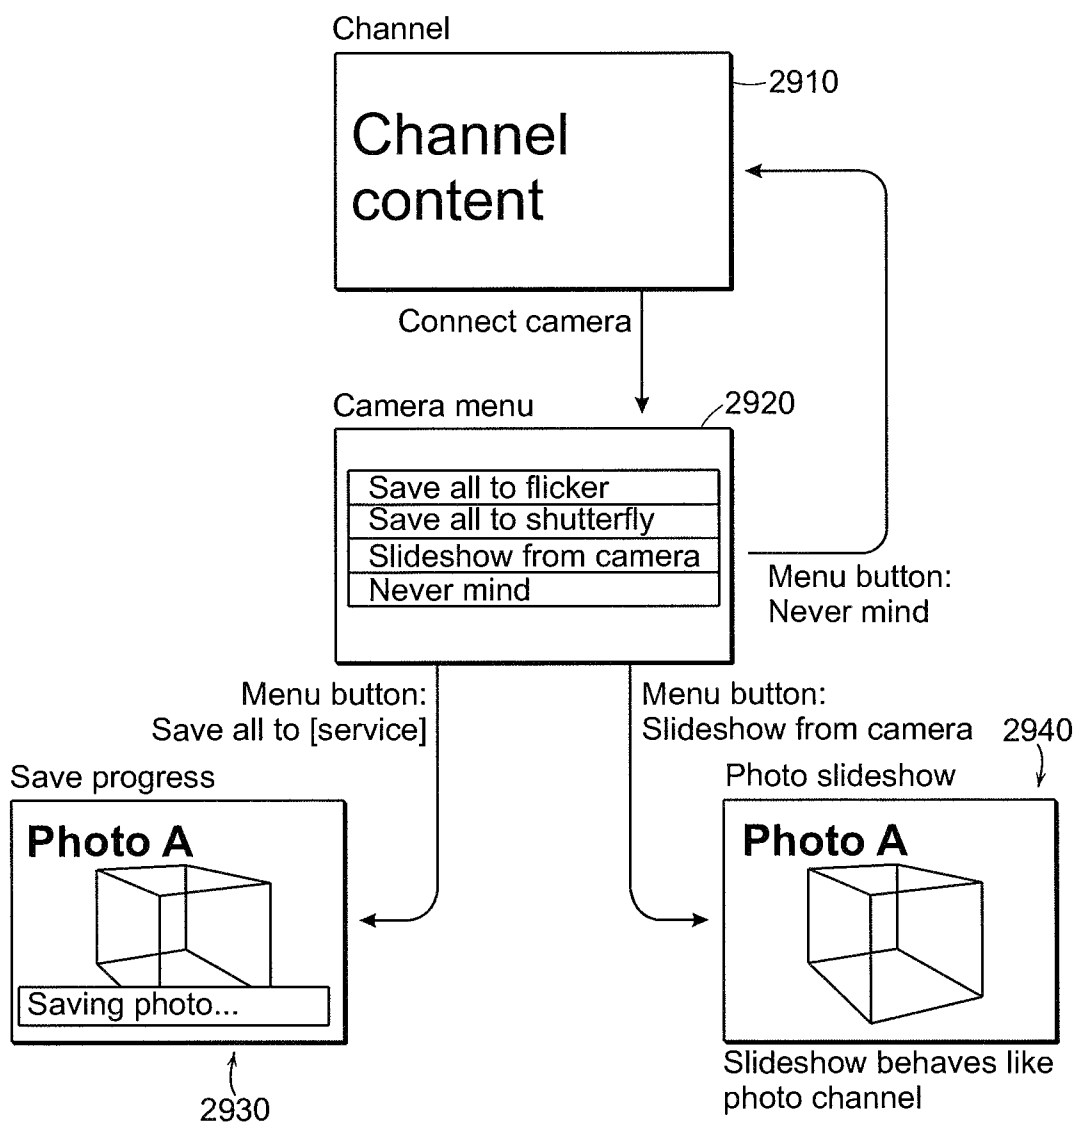 Channel
2910
Channel
content
Connect camera
Camera menu
2920
Save all to flicker
Save all to shutterfly
Slideshow from camera
Never mind
Menu button:
Never mind
Menu button:
Save all to [service]
Menu button:
Slideshow from camera
2940
Save progress
Photo A
Saving photo...
2930
Photo slideshow
Photo A
Slideshow behaves like
photo channel